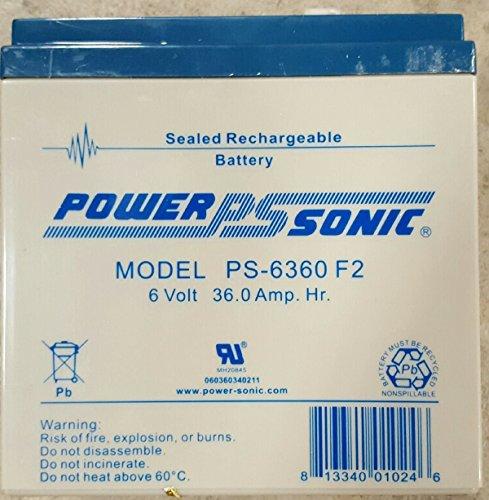 Sealed Rechargeable
Battery
POWER PS SONIC®
MODEL PS-6360 F2
6 Volt 36.0 Amp. Hr.
Pb
MH20845
060360340211
www.power-sonic.com
BATTERY MUST BE RECYCLED
Pb
NONSPILLABLE
Warning:
Risk of fire, explosion, or burns.
Do not disassemble.
Do not incinerate.
Do not heat above 60°C.
8 13340 01024 6